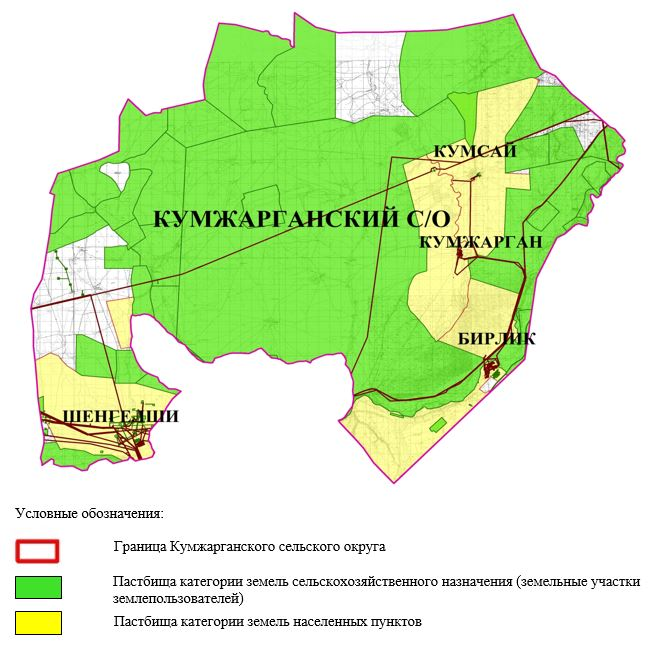 КУМСАЙ
КУМЖАРГАНСКИЙ С/О
КУМЖАРГАН
БИРЛИК
ШЕНГЕЛШИ
Условные обозначения:
Граница Кумжарганского сельского округа
Пастбища категории земель сельскохозяйственного назначения (земельные участки
землепользователей)
Пастбища категории земель населенных пунктов